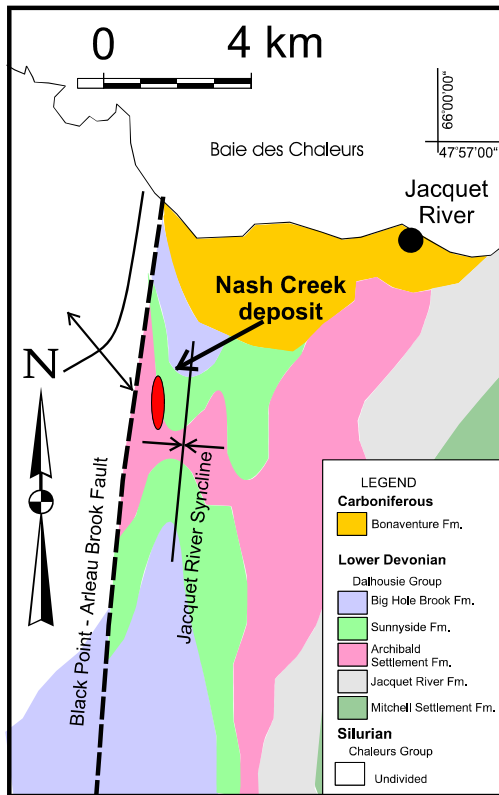 0 4 km
66°00'00"
47°57'00"
Baie des Chaleurs
Jacquet
River
Nash Creek
deposit
N
Black Point - Arleau Brook Fault
Jacquet River Syncline
LEGEND
Carboniferous
Bonaventure Fm.
Lower Devonian
Dalhousie Group
Big Hole Brook Fm.
Sunnyside Fm.
Archibald
Settlement Fm.
Jacquet River Fm.
Mitchell Settlement Fm.
Silurian
Chaleurs Group
Undivided